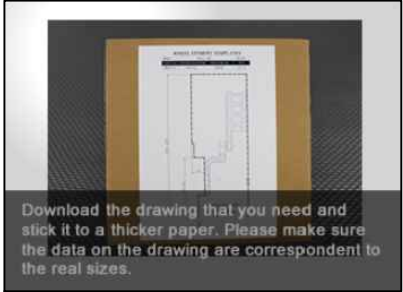 Download the drawing that you need and
stick it to a thicker paper. Please make sure
the data on the drawing are correspondent to
the real sizes.